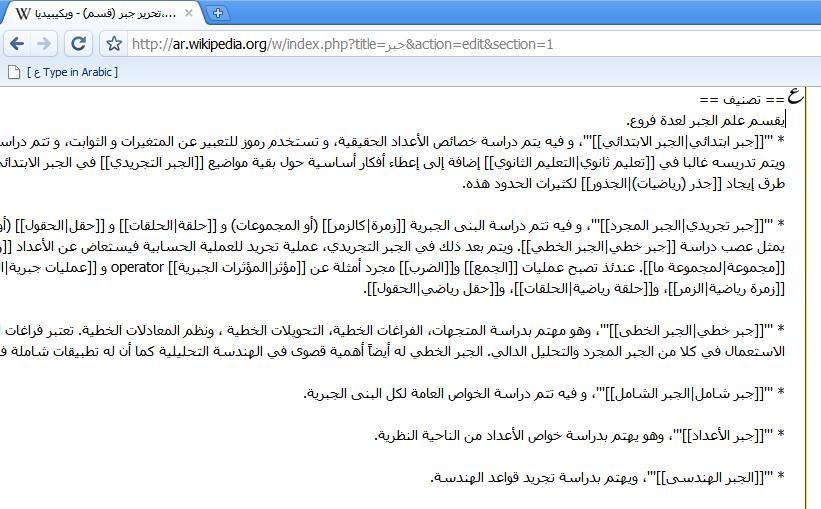 تحرير جبر (قسم) - ويكيبيديا،...
http://ar.wikipedia.org/w/index.php?title=جبر&action=edit&section=1
[ ع Type in Arabic ]
ع
== تصنيف ==
يقسم علم الجبر لعدة فروع.
* '''[[جبر ابتدائي|الجبر الابتدائي]]'''، و فيه يتم دراسة خصائص الأعداد الحقيقية، و تستخدم رموز للتعبير عن المتغيرات و الثوابت، و تتم دراسة
ويتم تدريسه غالبا في [[تعليم ثانوي|التعليم الثانوي]] إضافة إلى إعطاء أفكار أساسية حول بقية مواضيع [[الجبر التجريدي]] في الجبر الابتدائي
طرق إيجاد [[جذر (رياضيات)|الجذور]] لكثيرات الحدود هذه.
* '''[[جبر تجريدي|الجبر المجرد]]'''، و فيه تتم دراسة البنى الجبرية [[زمرة|كالزمر]] (أو المجموعات) و [[حلقة|الحلقات]] و [[حقل|الحقول]] (أو
يمثل عصب دراسة [[جبر خطي|الجبر الخطي]]. ويتم بعد ذلك في الجبر التجريدي، عملية تجريد للعملية الحسابية فيستعاض عن الأعداد
[[مجموعة|لمجموعة ما]]. عندئذ تصبح عمليات [[الجمع]] و[[الضرب]] مجرد أمثلة عن [[مؤثر|المؤثرات الجبرية]] operator و [[عمليات جبرية
[[زمرة رياضية|الزمر]]، و[[حلقة رياضية|الحلقات]]، و[[حقل رياضي|الحقول]].
* '''[[جبر خطي|الجبر الخطي]]'''، وهو مهتم بدراسة المتجهات، الفراغات الخطية، التحويلات الخطية ، ونظم المعادلات الخطية. تعتبر فراغات
الاستعمال في كلا من الجبر المجرد والتحليل الدالي. الجبر الخطي له أيضاً أهمية قصوى في الهندسة التحليلية كما أن له تطبيقات شاملة
* '''[[جبر شامل|الجبر الشامل]]'''، و فيه تتم دراسة الخواص العامة لكل البنى الجبرية.
* '''[[جبر الأعداد]]'''، وهو يهتم بدراسة خواص الأعداد من الناحية النظرية.
* '''[[الجبر الهندسي]]'''، ويهتم بدراسة تجريد قواعد الهندسة.